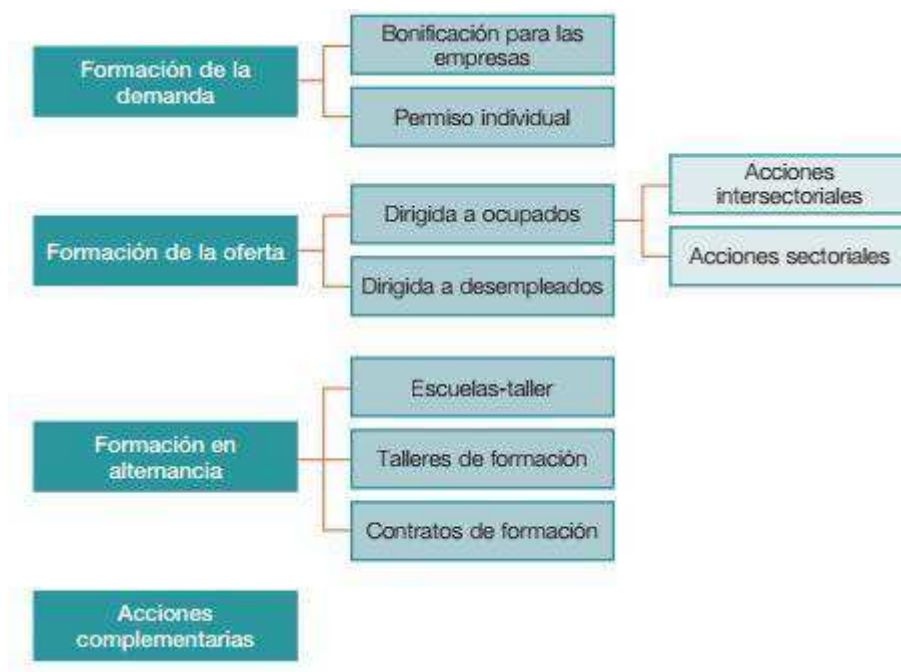 Formación de la
demanda
Bonificación para las
empresas
Permiso individual
Formación de la oferta
Dirigida a ocupados
Acciones
intersectoriales
Acciones sectoriales
Dirigida a desempleados
Formación en
alternancia
Escuelas-taller
Talleres de formación
Contratos de formación
Acciones
complementarias